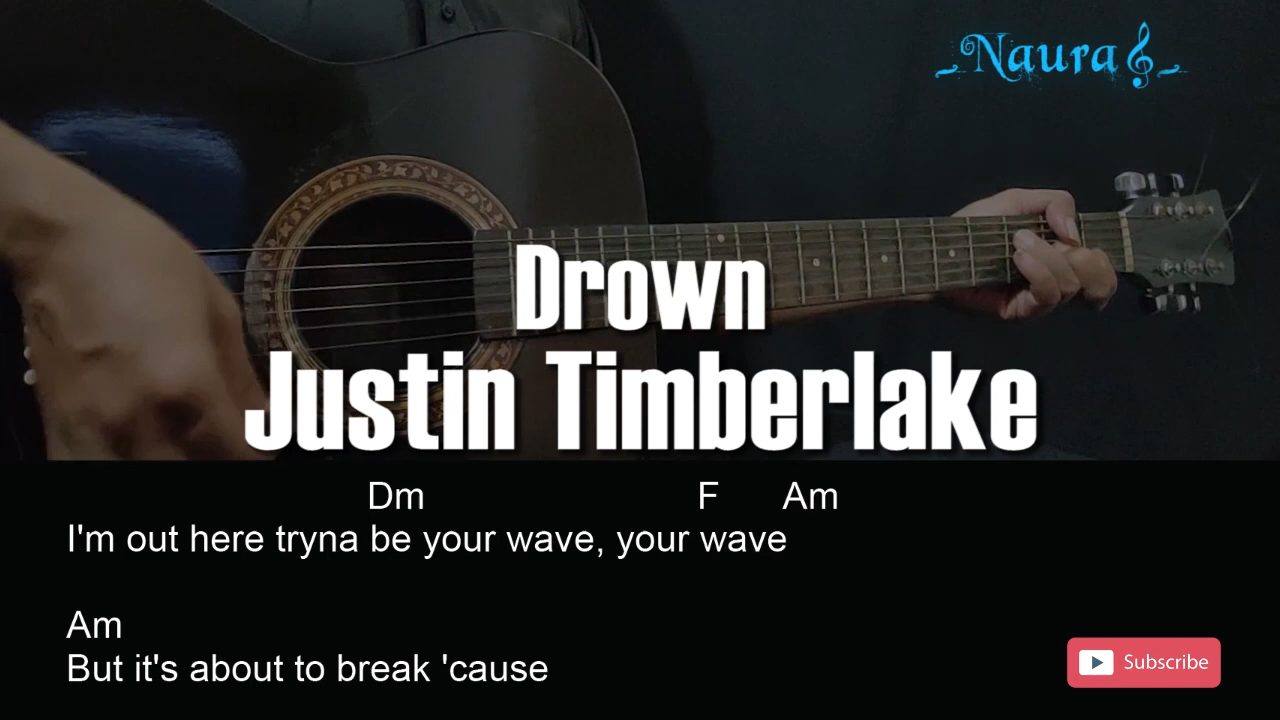 Naura
Drown
Justin Timberlake
Dm F Am
I'm out here tryna be your wave, your wave
Am
But it's about to break 'cause
Subscribe